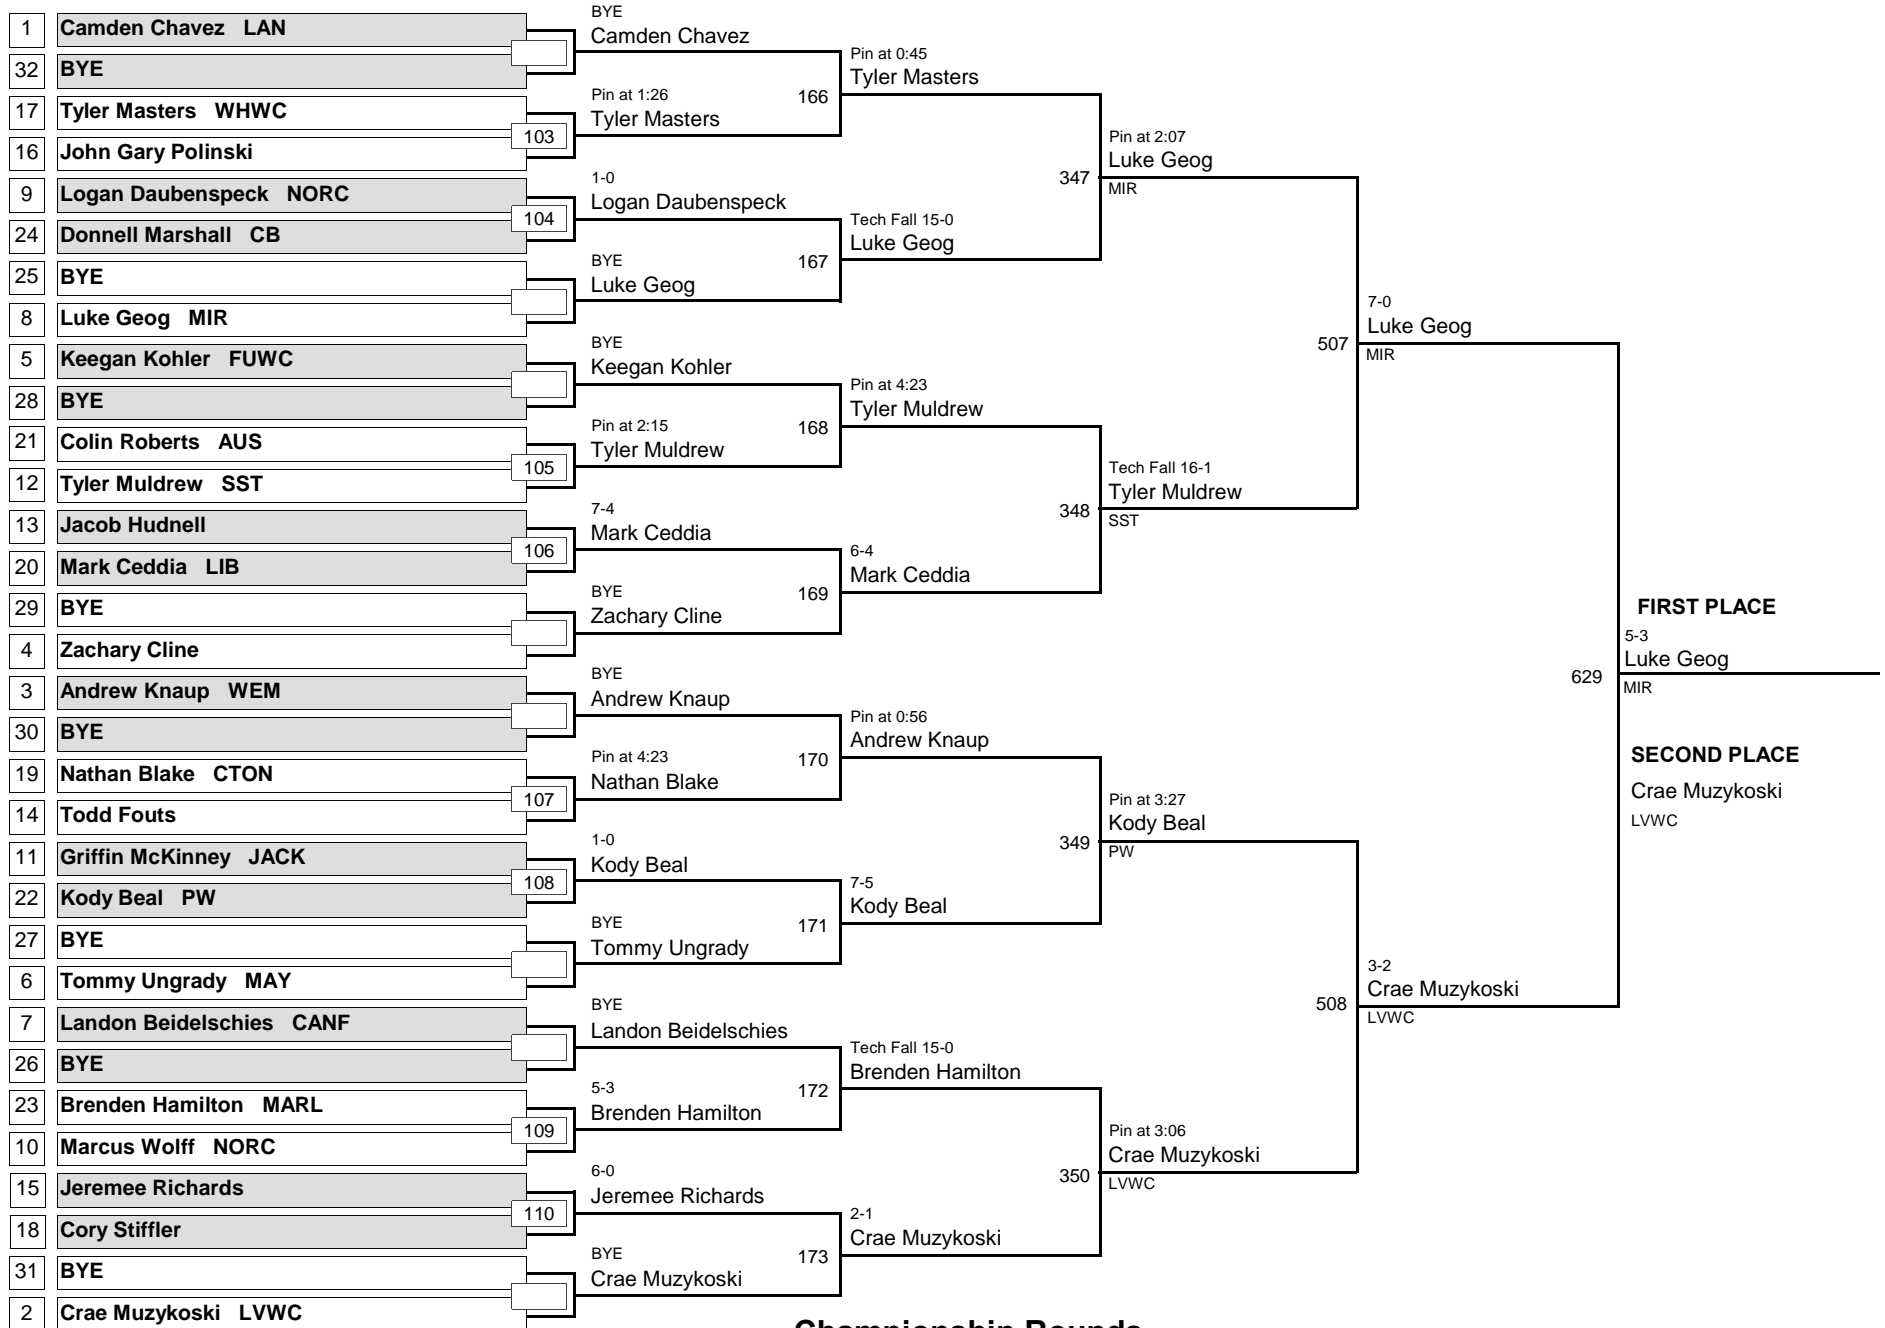 1 Camden Chavez LAN
32 BYE
17 Tyler Masters WHWC
16 John Gary Polinski
9 Logan Daubenspeck NORC
24 Donnell Marshall CB
25 BYE
8 Luke Geog MIR
5 Keegan Kohler FUWC
28 BYE
21 Colin Roberts AUS
12 Tyler Muldrew SST
13 Jacob Hudnell
20 Mark Ceddia LIB
29 BYE
4 Zachary Cline
3 Andrew Knaup WEM
30 BYE
19 Nathan Blake CTON
14 Todd Fouts
11 Griffin McKinney JACK
22 Kody Beal PW
27 BYE
6 Tommy Ungrady MAY
7 Landon Beidelschies CANF
26 BYE
23 Brenden Hamilton MARL
10 Marcus Wolff NORC
15 Jeremee Richards
18 Cory Stiffler
31 BYE
2 Crae Muzykoski LVWC
103
104
105
106
107
108
109
110
BYE
Camden Chavez
Pin at 1:26
Tyler Masters
1-0
Logan Daubenspeck
BYE
Luke Geog
BYE
Keegan Kohler
Pin at 2:15
Tyler Muldrew
7-4
Mark Ceddia
BYE
Zachary Cline
BYE
Andrew Knaup
Pin at 4:23
Nathan Blake
1-0
Kody Beal
BYE
Tommy Ungrady
BYE
Landon Beidelschies
5-3
Brenden Hamilton
6-0
Jeremee Richards
BYE
Crae Muzykoski
166
167
168
169
170
171
172
173
Pin at 0:45
Tyler Masters
Tech Fall 15-0
Luke Geog
Pin at 4:23
Tyler Muldrew
6-4
Mark Ceddia
Pin at 0:56
Andrew Knaup
7-5
Kody Beal
Tech Fall 15-0
Brenden Hamilton
2-1
Crae Muzykoski
347
348
349
350
Pin at 2:07
Luke Geog
MIR
Tech Fall 16-1
Tyler Muldrew
SST
Pin at 3:27
Kody Beal
PW
Pin at 3:06
Crae Muzykoski
LVWC
507
508
7-0
Luke Geog
MIR
3-2
Crae Muzykoski
LVWC
629
FIRST PLACE
5-3
Luke Geog
MIR
SECOND PLACE
Crae Muzykoski
LVWC
Championship Rounds